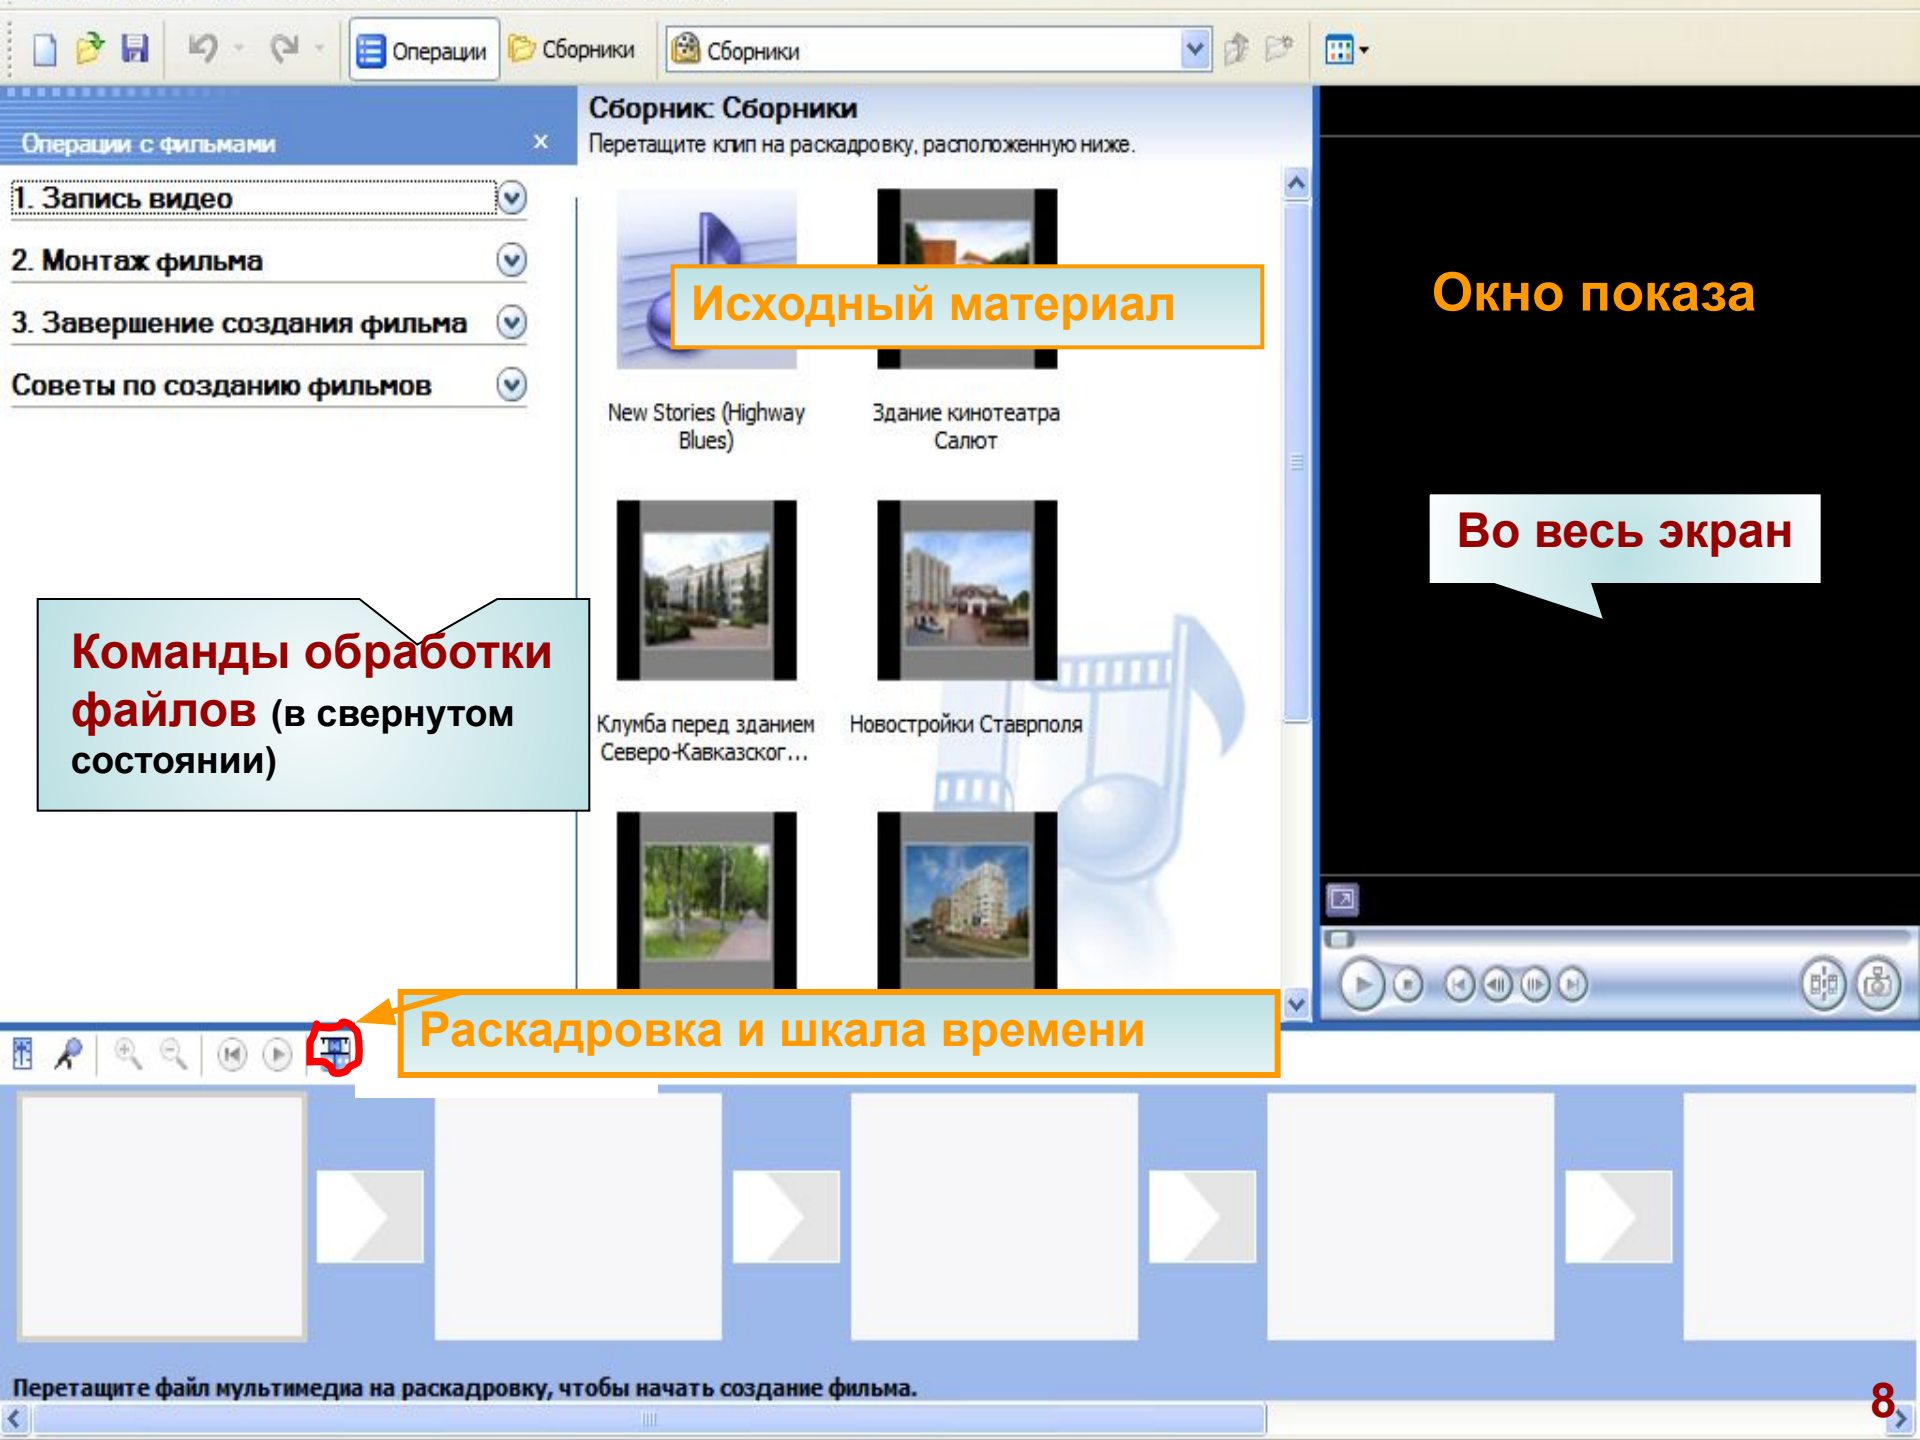 Операции
Сборники
Сборники
Операции с фильмами
1. Запись видео
2. Монтаж фильма
3. Завершение создания фильма
Советы по созданию фильмов
Сборник: Сборники
Перетащите клип на раскадровку, расположенную ниже.
Исходный материал
New Stories (Highway
Blues)
Здание кинотеатра
Салют
Клумба перед зданием
Северо-Кавказског...
Новостройки Ставрполя
Окно показа
Во весь экран
Команды обработки
файлов (в свернутом
состоянии)
Раскадровка и шкала времени
Перетащите файл мультимедиа на раскадровку, чтобы начать создание фильма.
8